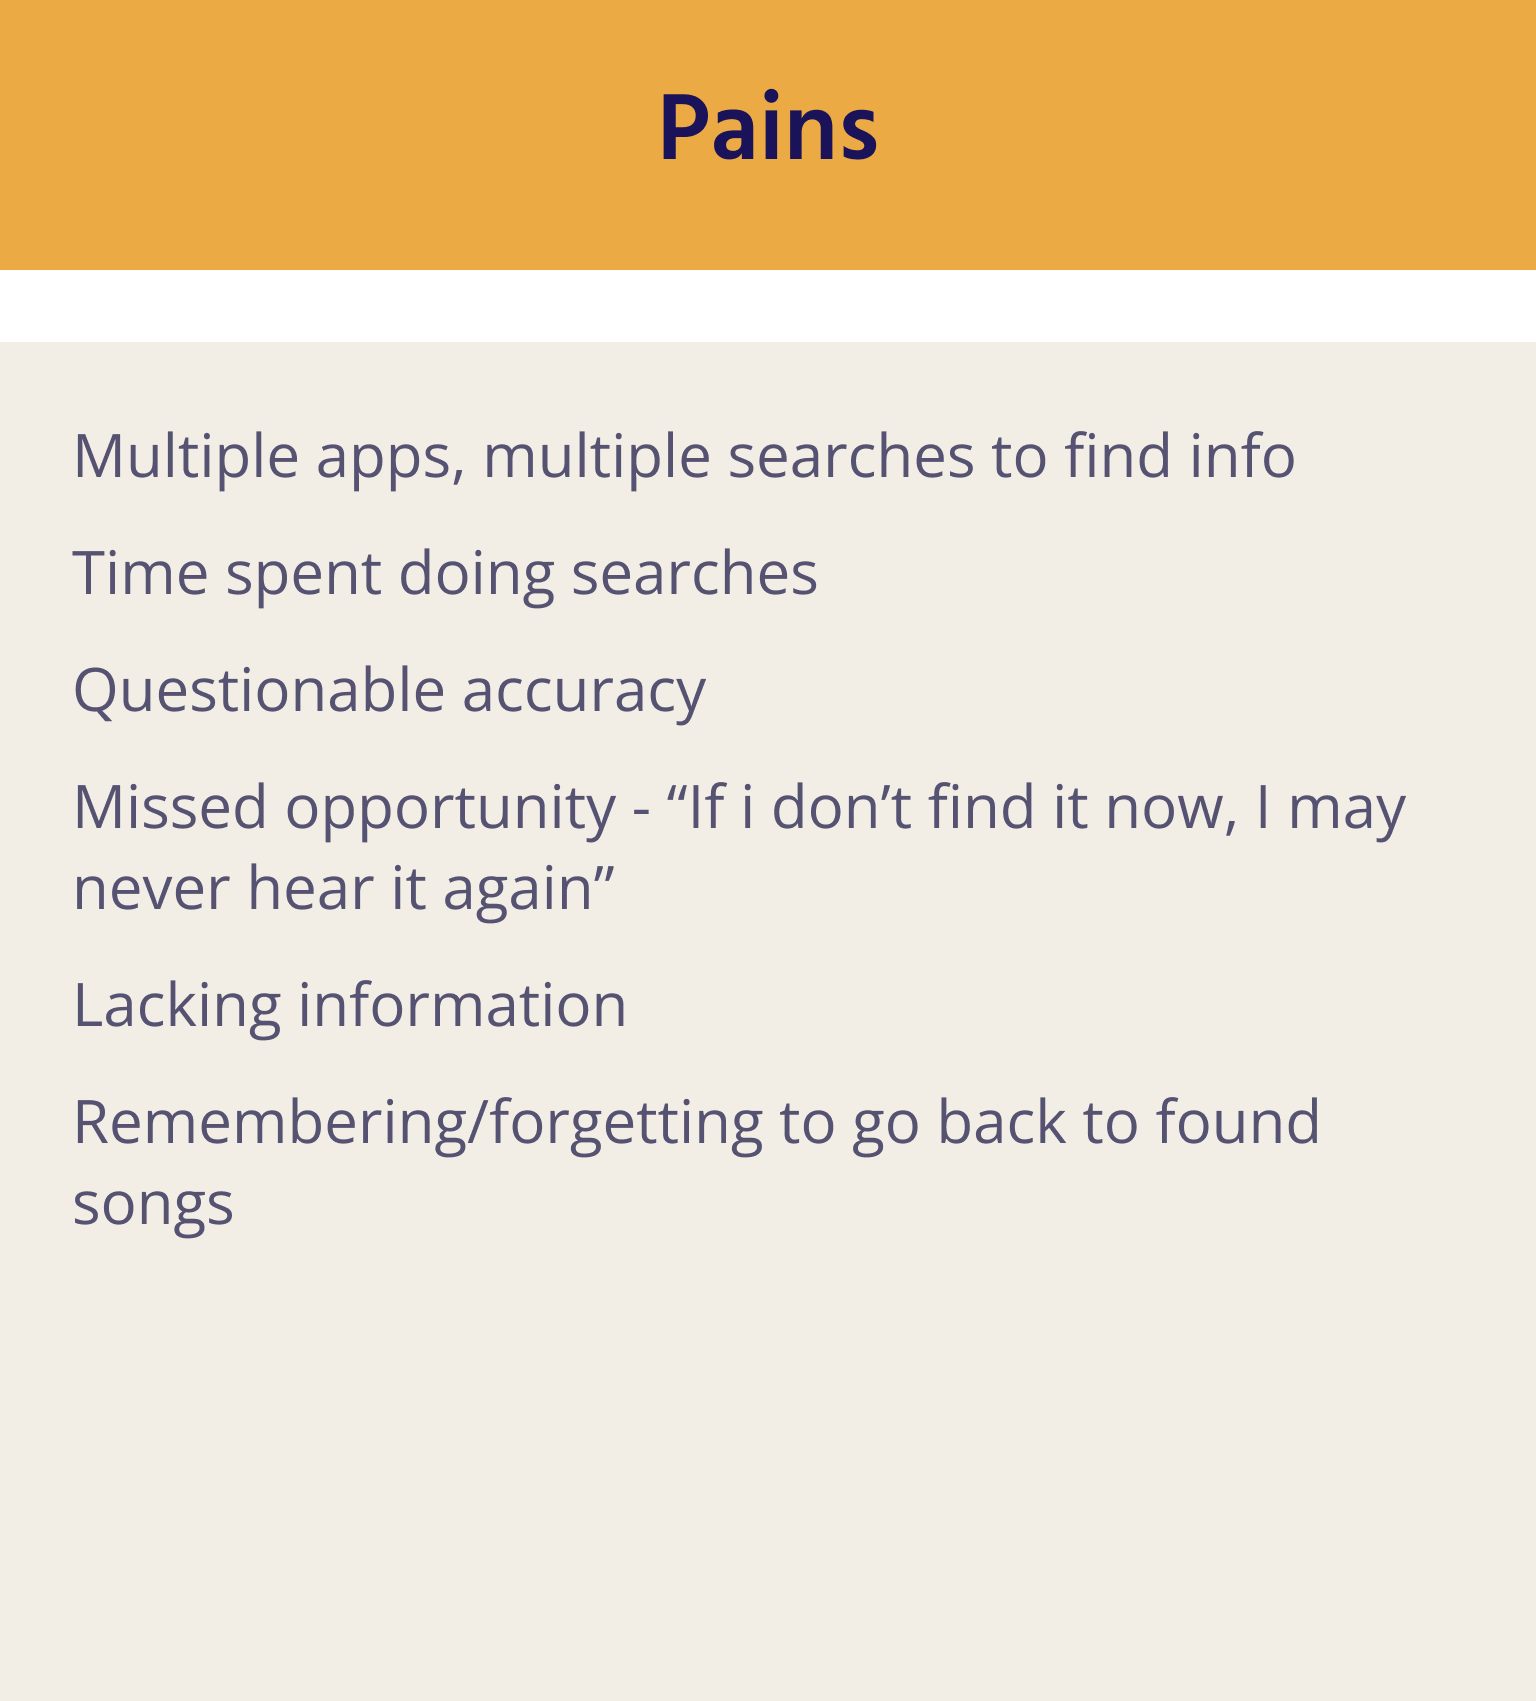 Pains
Multiple apps, multiple searches to find info
Time spent doing searches
Questionable accuracy
Missed opportunity - “If i don’t find it now, I may
never hear it again”
Lacking information
Remembering/forgetting to go back to found
songs